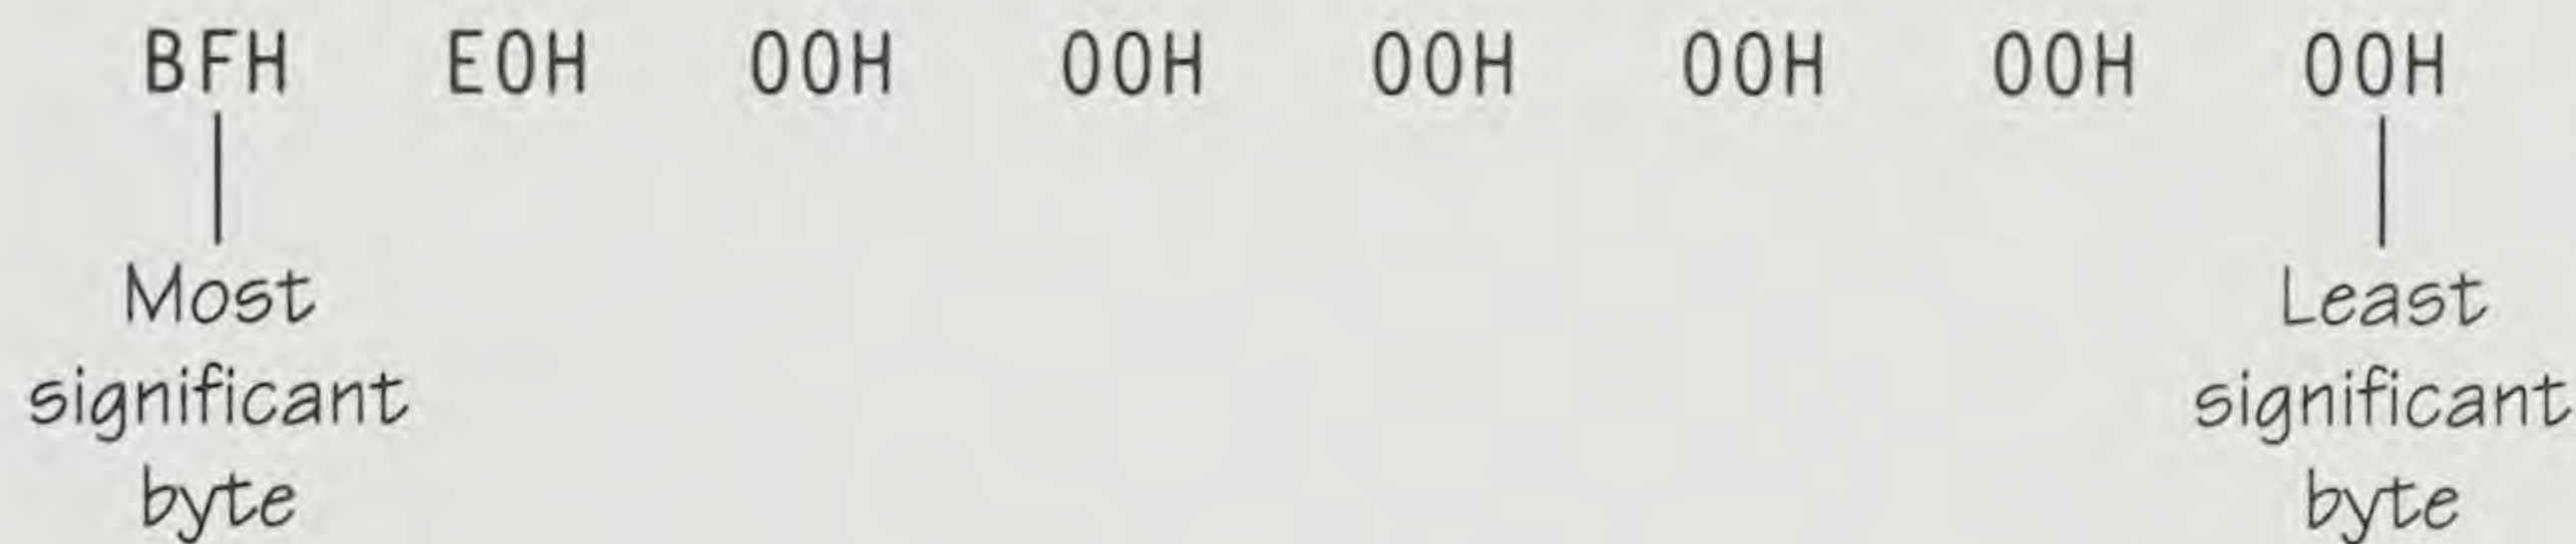 BFH E0H 00H 00H 00H 00H 00H 00H
Most Least
significant significant
byte byte